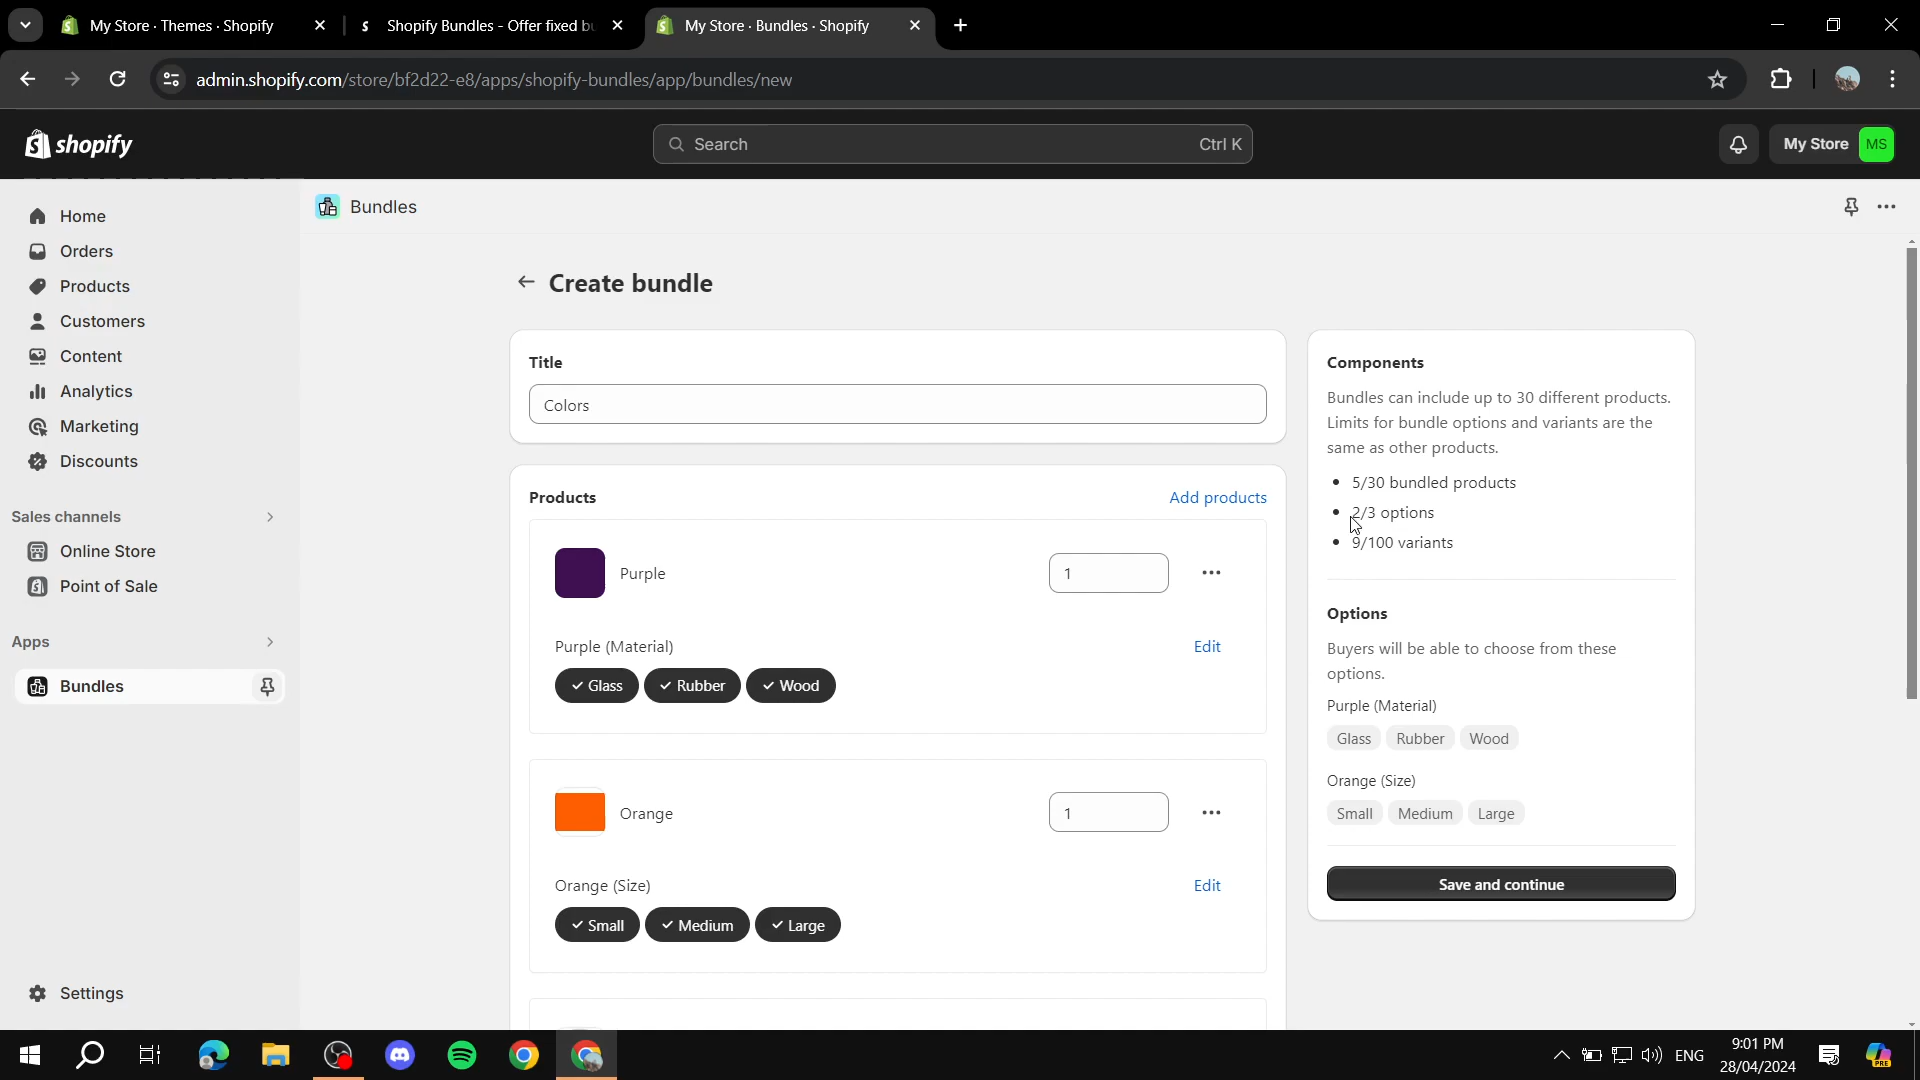 My Store · Themes · Shopify
Shopify Bundles - Offer fixed bu
My Store · Bundles · Shopify
admin.shopify.com/store/bf2d22-e8/apps/shopify-bundles/app/bundles/new
shopify
Search
Ctrl K
My Store
MS
Home
Orders
Products
Customers
Content
Analytics
Marketing
Discounts
Sales channels
Online Store
Point of Sale
Apps
Bundles
Settings
Bundles
Create bundle
Title
Colors
Products
Add products
Purple
1
Purple (Material)
Edit
Glass
Rubber
Wood
Orange
1
Orange (Size)
Edit
Small
Medium
Large
Components
Bundles can include up to 30 different products.
Limits for bundle options and variants are the
same as other products.
5/30 bundled products
2/3 options
9/100 variants
Options
Buyers will be able to choose from these
options.
Purple (Material)
Glass
Rubber
Wood
Orange (Size)
Small
Medium
Large
Save and continue
ENG
9:01 PM
28/04/2024
PRE